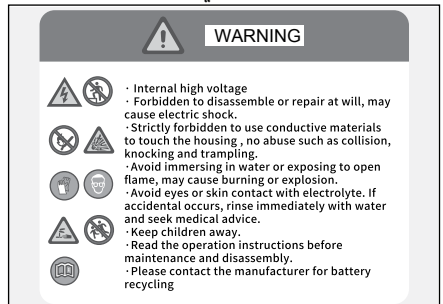 WARNING
· Internal high voltage
· Forbidden to disassemble or repair at will, may
cause electric shock.
·Strictly forbidden to use conductive materials
to touch the housing , no abuse such as collision,
knocking and trampling.
·Avoid immersing in water or exposing to open
flame, may cause burning or explosion.
·Avoid eyes or skin contact with electrolyte. If
accidental occurs, rinse immediately with water
and seek medical advice.
·Keep children away.
·Read the operation instructions before
maintenance and disassembly.
·Please contact the manufacturer for battery
recycling